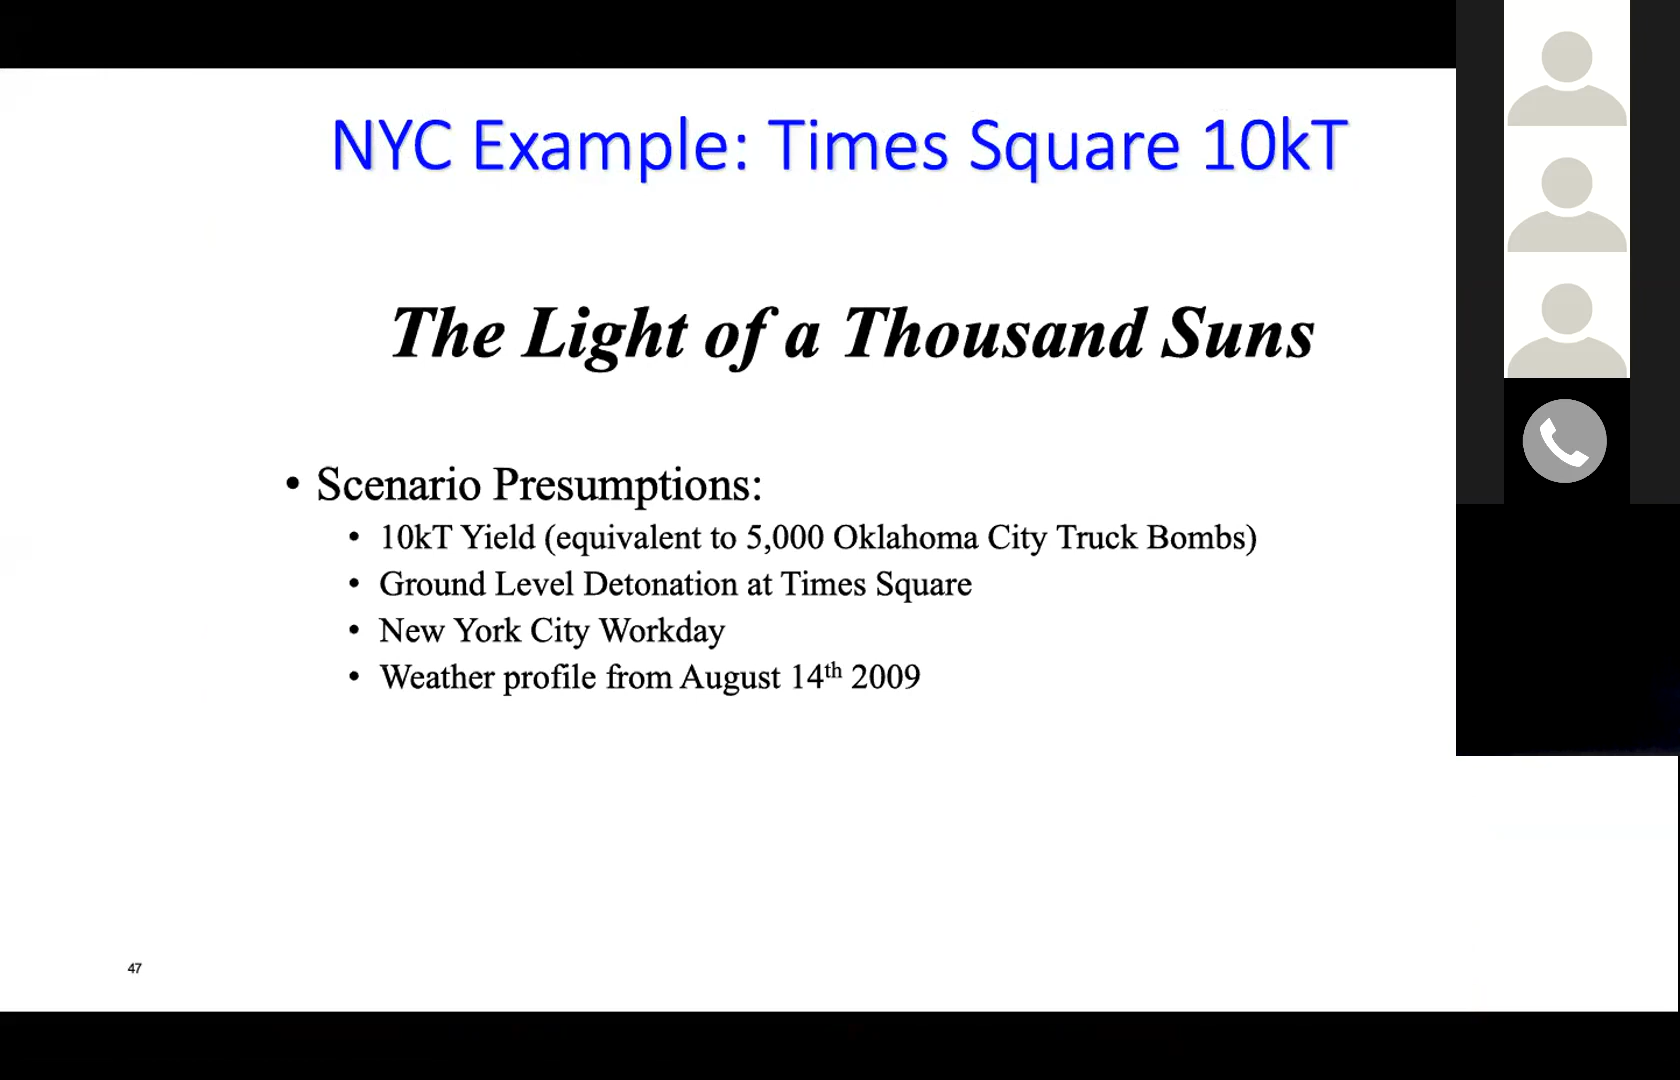 NYC Example: Times Square 10kT
The Light of a Thousand Suns
• Scenario Presumptions:
• 10kT Yield (equivalent to 5,000 Oklahoma City Truck Bombs)
• Ground Level Detonation at Times Square
• New York City Workday
• Weather profile from August 14th 2009
47